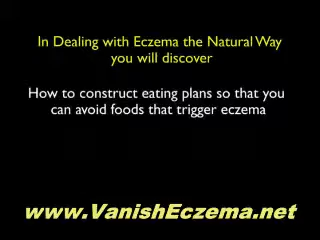 In Dealing with Eczema the Natural Way
you will discover
How to construct eating plans so that you
can avoid foods that trigger eczema
www.VanishEczema.net